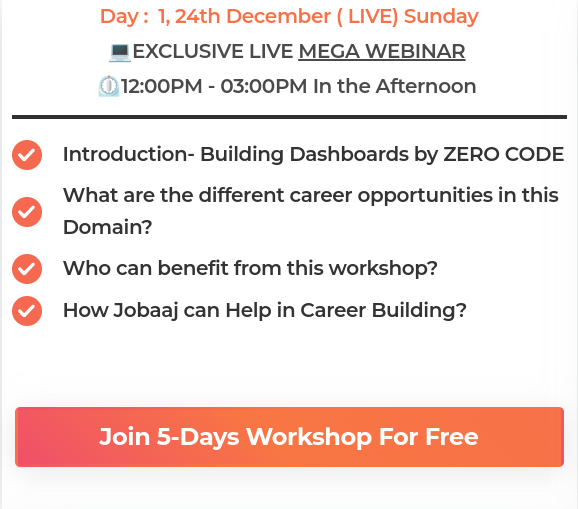 Day :  1, 24th December ( LIVE) Sunday
💻EXCLUSIVE LIVE MEGA WEBINAR
⏲️12:00PM - 03:00PM In the Afternoon
Introduction- Building Dashboards by ZERO CODE
What are the different career opportunities in this
Domain?
Who can benefit from this workshop?
How Jobaaj can Help in Career Building?
Join 5-Days Workshop For Free